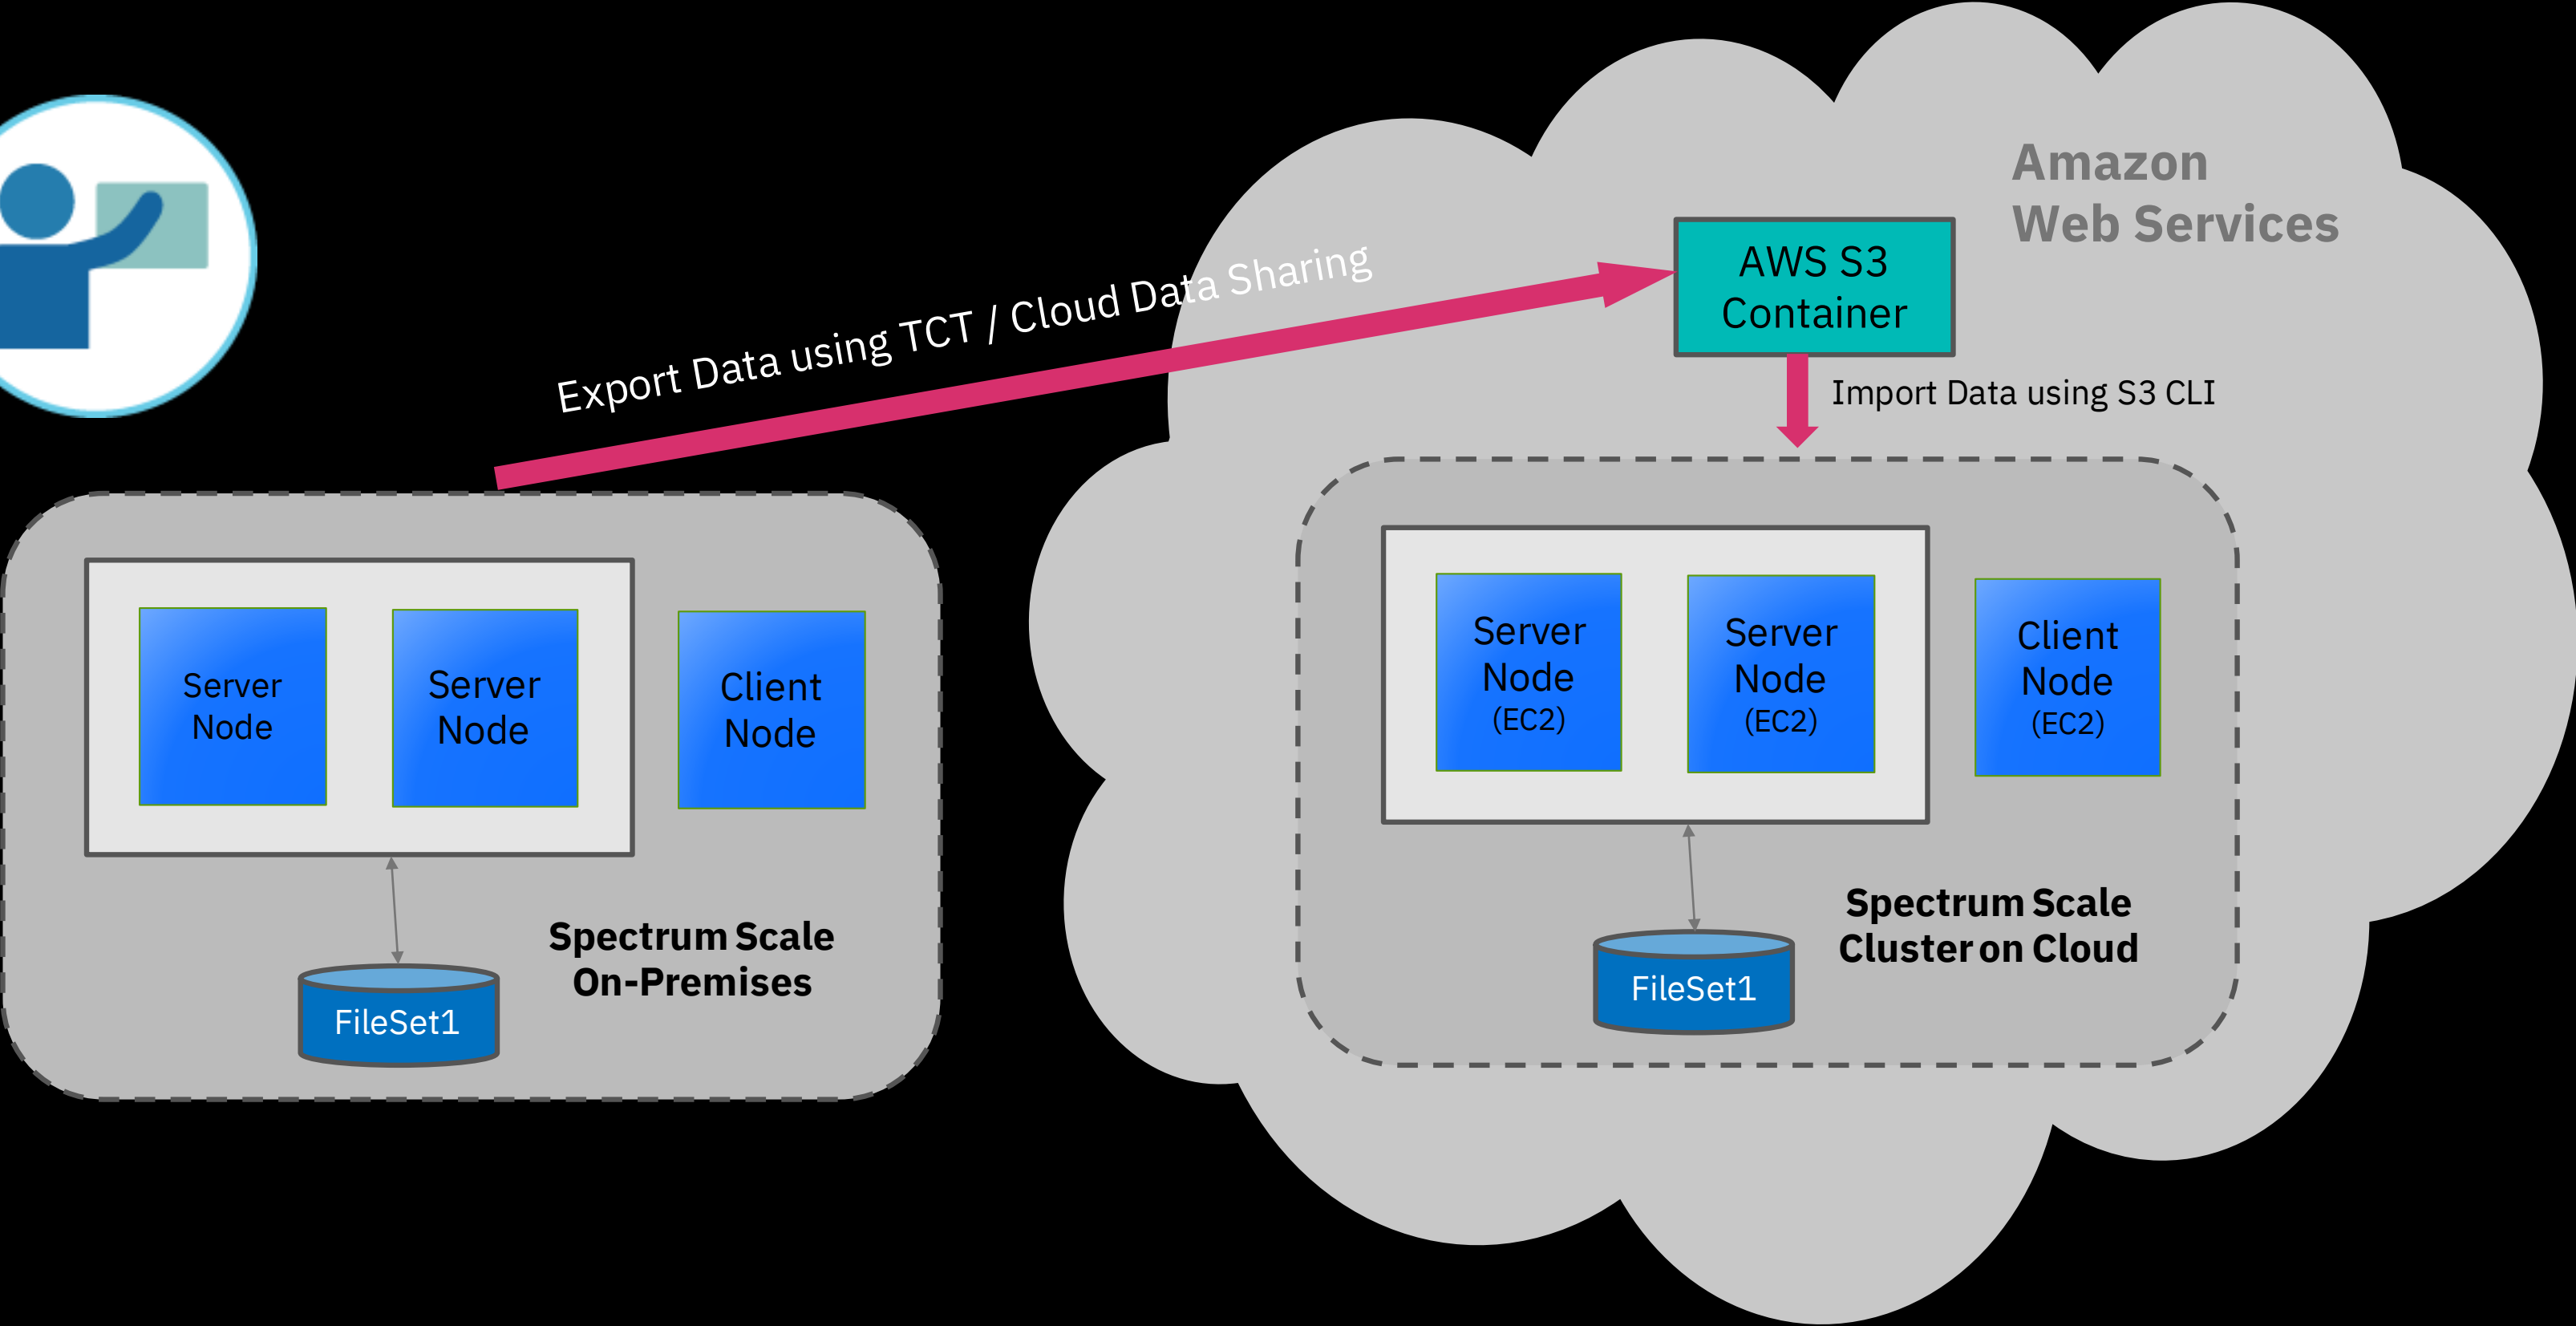 Amazon
Web Services
AWS S3
Container
Export Data using TCT / Cloud Data Sharing
Import Data using S3 CLI
Server
Node
Server
Node
Client
Node
Spectrum Scale
On-Premises
FileSet1
Server
Node
(EC2)
Server
Node
(EC2)
Client
Node
(EC2)
Spectrum Scale
Cluster on Cloud
FileSet1